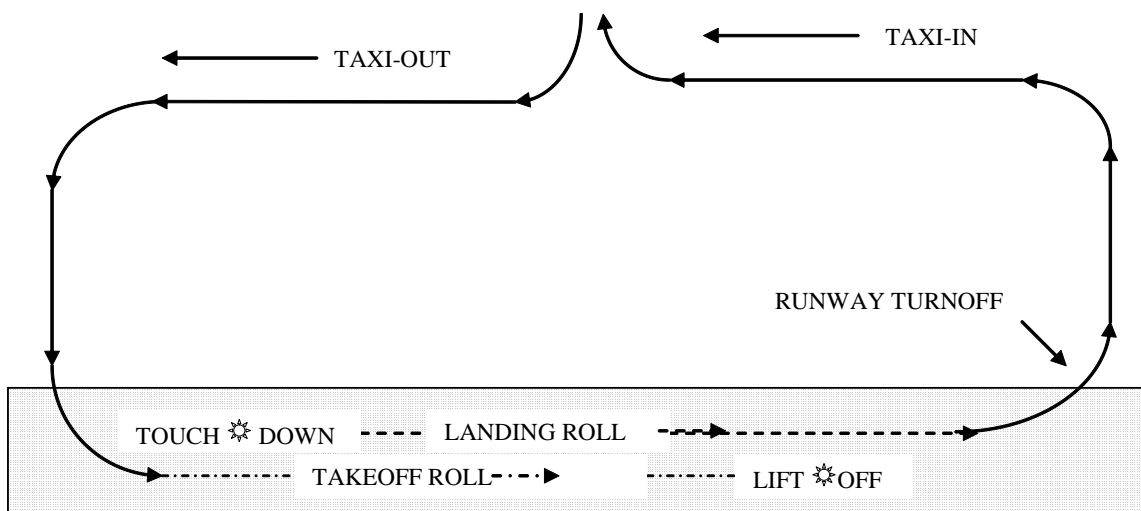 TAXI-OUT
TAXI-IN
RUNWAY TURNOFF
TOUCH DOWN
LANDING ROLL
TAKEOFF ROLL
LIFT OFF